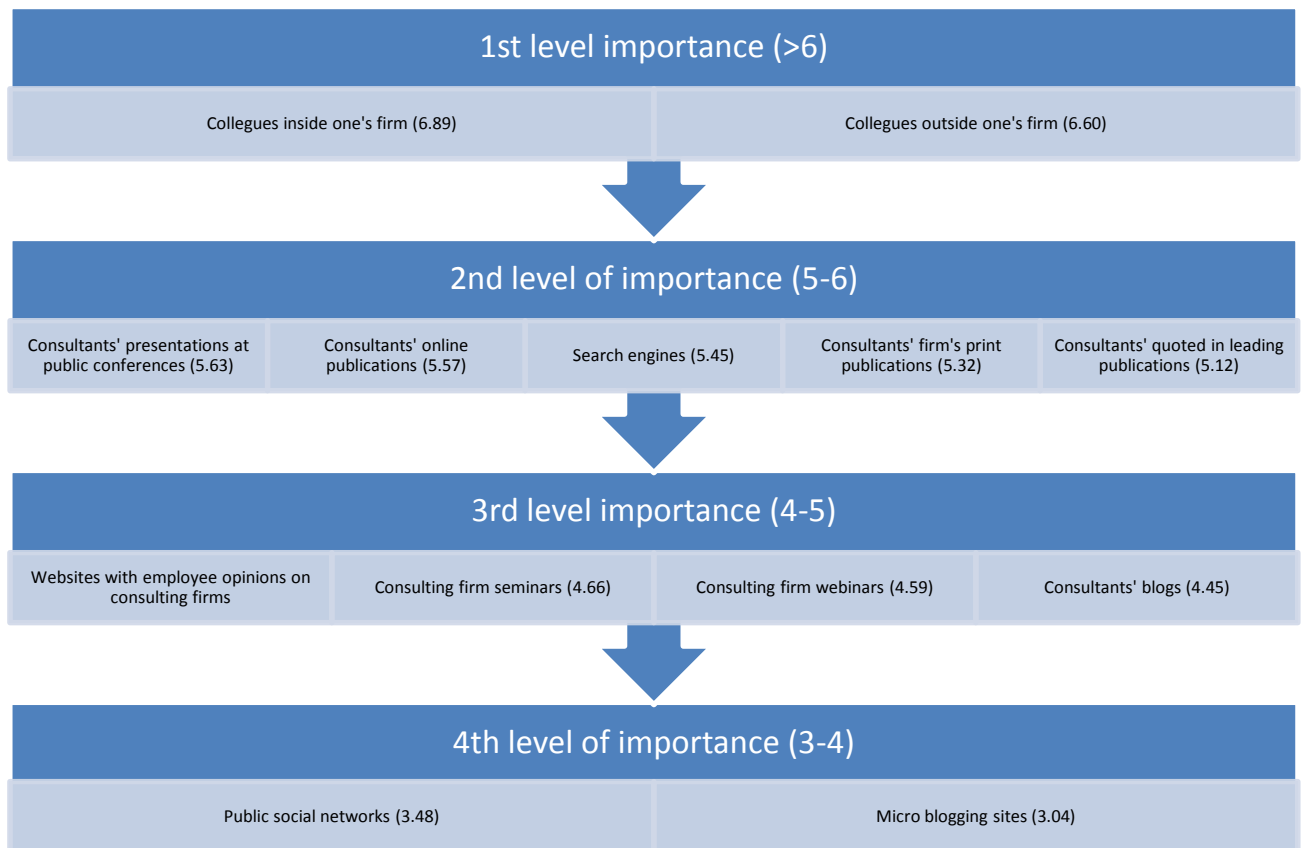 1st level importance (>6)
Collegues inside one's firm (6.89)
Collegues outside one's firm (6.60)
2nd level of importance (5-6)
Consultants' presentations at
public conferences (5.63)
Consultants' online
publications (5.57)
Search engines (5.45)
Consultants' firm's print
publications (5.32)
Consultants' quoted in leading
publications (5.12)
3rd level importance (4-5)
Websites with employee opinions on
consulting firms
Consulting firm seminars (4.66)
Consulting firm webinars (4.59)
Consultants' blogs (4.45)
4th level of importance (3-4)
Public social networks (3.48)
Micro blogging sites (3.04)